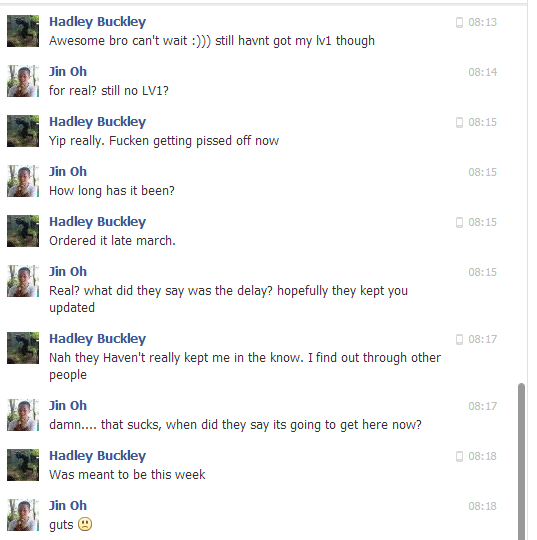 Hadley Buckley 08:13
Awesome bro can't wait :))) still havnt got my lv1 though
Jin Oh 08:14
for real? still no LV1?
Hadley Buckley 08:15
Yip really. Fucken getting pissed off now
Jin Oh 08:15
How long has it been?
Hadley Buckley 08:15
Ordered it late march.
Jin Oh 08:15
Real? what did they say was the delay? hopefully they kept you
updated
Hadley Buckley 08:17
Nah they Haven't really kept me in the know. I find out through other
people
Jin Oh 08:17
damn.... that sucks, when did they say its going to get here now?
Hadley Buckley 08:18
Was meant to be this week
Jin Oh 08:18
guts